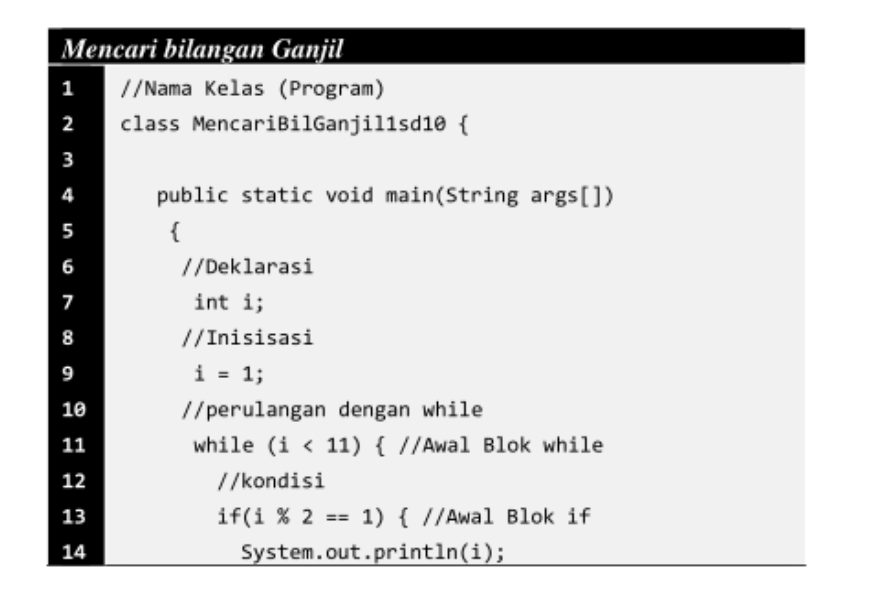 Mencari bilangan Ganjil
1 //Nama Kelas (Program)
2 class MencariBilGanjil1sd10 {
3
4 public static void main(String args[])
5 {
6 //Deklarasi
7 int i;
8 //Inisisasi
9 i = 1;
10 //perulangan dengan while
11 while (i < 11) { //Awal Blok while
12 //kondisi
13 if(i % 2 == 1) { //Awal Blok if
14 System.out.println(i);